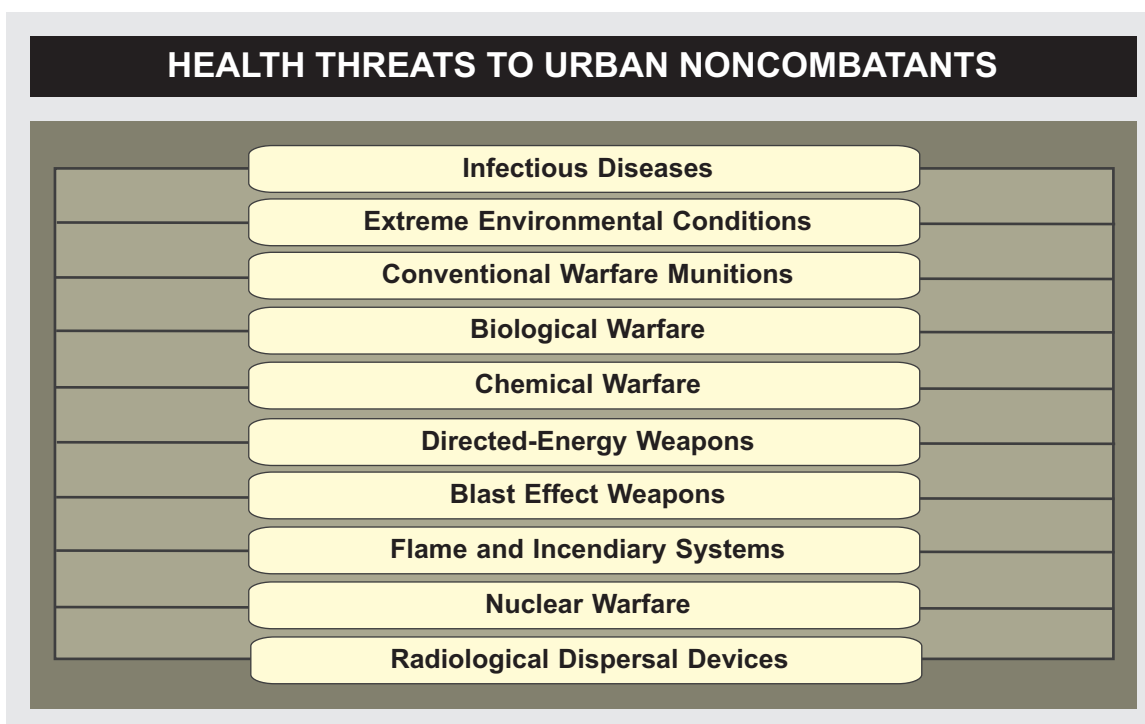 HEALTH THREATS TO URBAN NONCOMBATANTS
Infectious Diseases
Extreme Environmental Conditions
Conventional Warfare Munitions
Biological Warfare
Chemical Warfare
Directed-Energy Weapons
Blast Effect Weapons
Flame and Incendiary Systems
Nuclear Warfare
Radiological Dispersal Devices